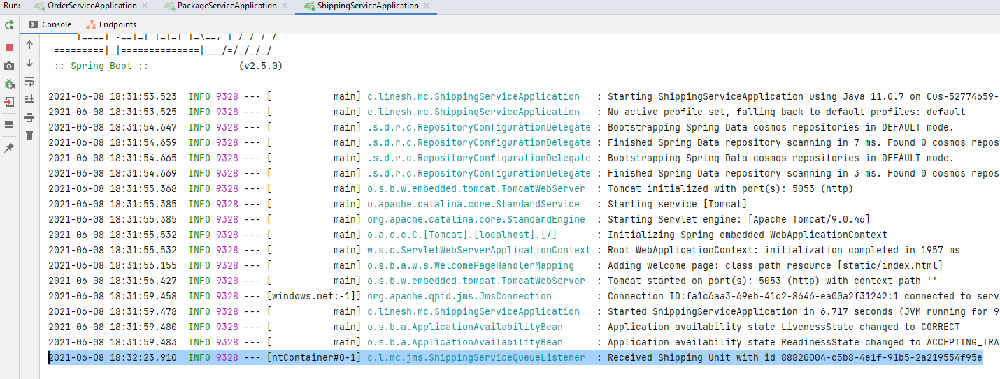 Run: OrderServiceApplication PackageServiceApplication ShippingServiceApplication
Console Endpoints
=========|_|==============|___/=/_/_/_/
:: Spring Boot :: (v2.5.0)
2021-06-08 18:31:53.523 INFO 9328 --- [ main] c.linesh.mc.ShippingServiceApplication : Starting ShippingServiceApplication using Java 11.0.7 on Cus-52774659-
2021-06-08 18:31:53.525 INFO 9328 --- [ main] c.linesh.mc.ShippingServiceApplication : No active profile set, falling back to default profiles: default
2021-06-08 18:31:54.647 INFO 9328 --- [ main] .s.d.r.c.RepositoryConfigurationDelegate : Bootstrapping Spring Data cosmos repositories in DEFAULT mode.
2021-06-08 18:31:54.659 INFO 9328 --- [ main] .s.d.r.c.RepositoryConfigurationDelegate : Finished Spring Data repository scanning in 7 ms. Found 0 cosmos repos
2021-06-08 18:31:54.665 INFO 9328 --- [ main] .s.d.r.c.RepositoryConfigurationDelegate : Bootstrapping Spring Data cosmos repositories in DEFAULT mode.
2021-06-08 18:31:54.669 INFO 9328 --- [ main] .s.d.r.c.RepositoryConfigurationDelegate : Finished Spring Data repository scanning in 3 ms. Found 0 cosmos repos
2021-06-08 18:31:55.368 INFO 9328 --- [ main] o.s.b.w.embedded.tomcat.TomcatWebServer : Tomcat initialized with port(s): 5053 (http)
2021-06-08 18:31:55.385 INFO 9328 --- [ main] o.apache.catalina.core.StandardService : Starting service [Tomcat]
2021-06-08 18:31:55.385 INFO 9328 --- [ main] org.apache.catalina.core.StandardEngine : Starting Servlet engine: [Apache Tomcat/9.0.46]
2021-06-08 18:31:55.532 INFO 9328 --- [ main] o.a.c.c.C.[Tomcat].[localhost].[/] : Initializing Spring embedded WebApplicationContext
2021-06-08 18:31:55.532 INFO 9328 --- [ main] w.s.c.ServletWebServerApplicationContext : Root WebApplicationContext: initialization completed in 1957 ms
2021-06-08 18:31:56.155 INFO 9328 --- [ main] o.s.b.a.w.s.WelcomePageHandlerMapping : Adding welcome page: class path resource [static/index.html]
2021-06-08 18:31:56.427 INFO 9328 --- [ main] o.s.b.w.embedded.tomcat.TomcatWebServer : Tomcat started on port(s): 5053 (http) with context path ''
2021-06-08 18:31:59.458 INFO 9328 --- [windows.net:-1]] org.apache.qpid.jms.JmsConnection : Connection ID:fa1c6aa3-69eb-41c2-8646-ea00a2f31242:1 connected to serv
2021-06-08 18:31:59.478 INFO 9328 --- [ main] c.linesh.mc.ShippingServiceApplication : Started ShippingServiceApplication in 6.717 seconds (JVM running for 9
2021-06-08 18:31:59.480 INFO 9328 --- [ main] o.s.b.a.ApplicationAvailabilityBean : Application availability state LivenessState changed to CORRECT
2021-06-08 18:31:59.483 INFO 9328 --- [ main] o.s.b.a.ApplicationAvailabilityBean : Application availability state ReadinessState changed to ACCEPTING_TRA
2021-06-08 18:32:23.910 INFO 9328 --- [ntContainer#0-1] c.l.mc.jms.ShippingServiceQueueListener : Received Shipping Unit with id 88820004-c5b8-4e1f-91b5-2a219554f95e